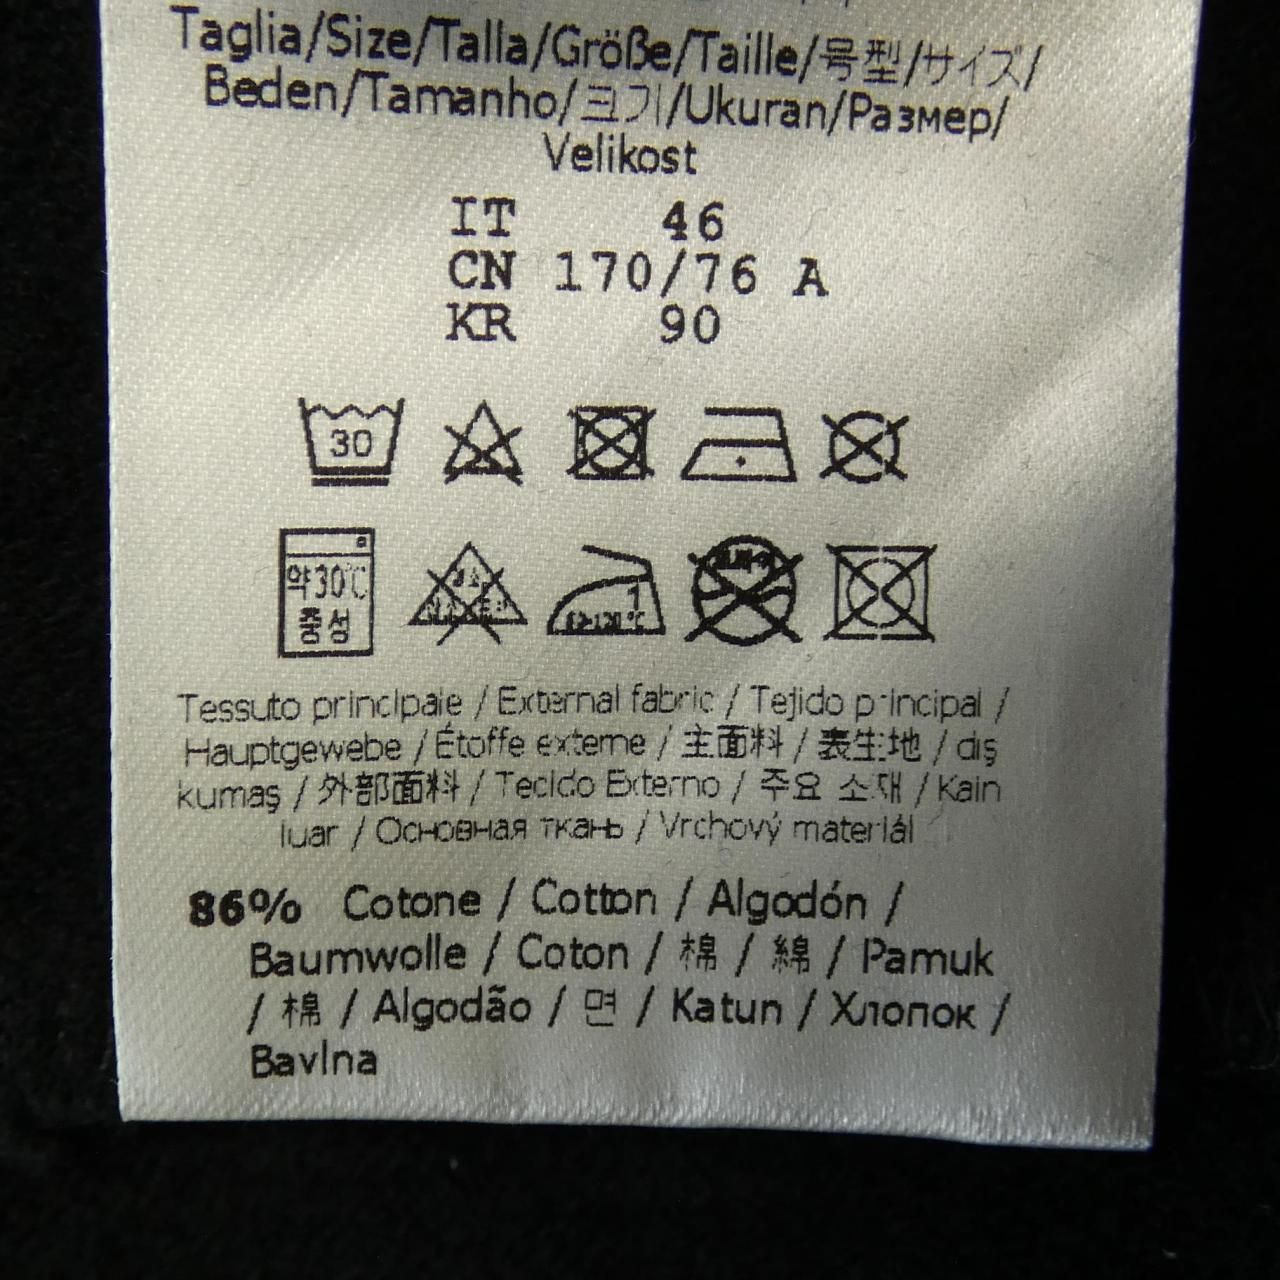 Taglia/Size/Talla/Größe/Taille/号型/サイズ/
Beden/Tamanho/크기/Ukuran/Размер/
Velikost
IT 46
CN 170/76 A
KR 90
30
약30℃
중성
1
Tessuto principale / External fabric / Tejido principal /
Hauptgewebe / Étoffe externe / 主面料 / 表生地 / dış
kumaş / 外部面料 / Tecido Externo / 주요 소재 / Kain
luar / Основная ткань / Vrchový materiál
86% Cotone / Cotton / Algodón /
Baumwolle / Coton / 棉 / 綿 / Pamuk
/ 棉 / Algodão / 면 / Katun / Хлопок /
Bavlna